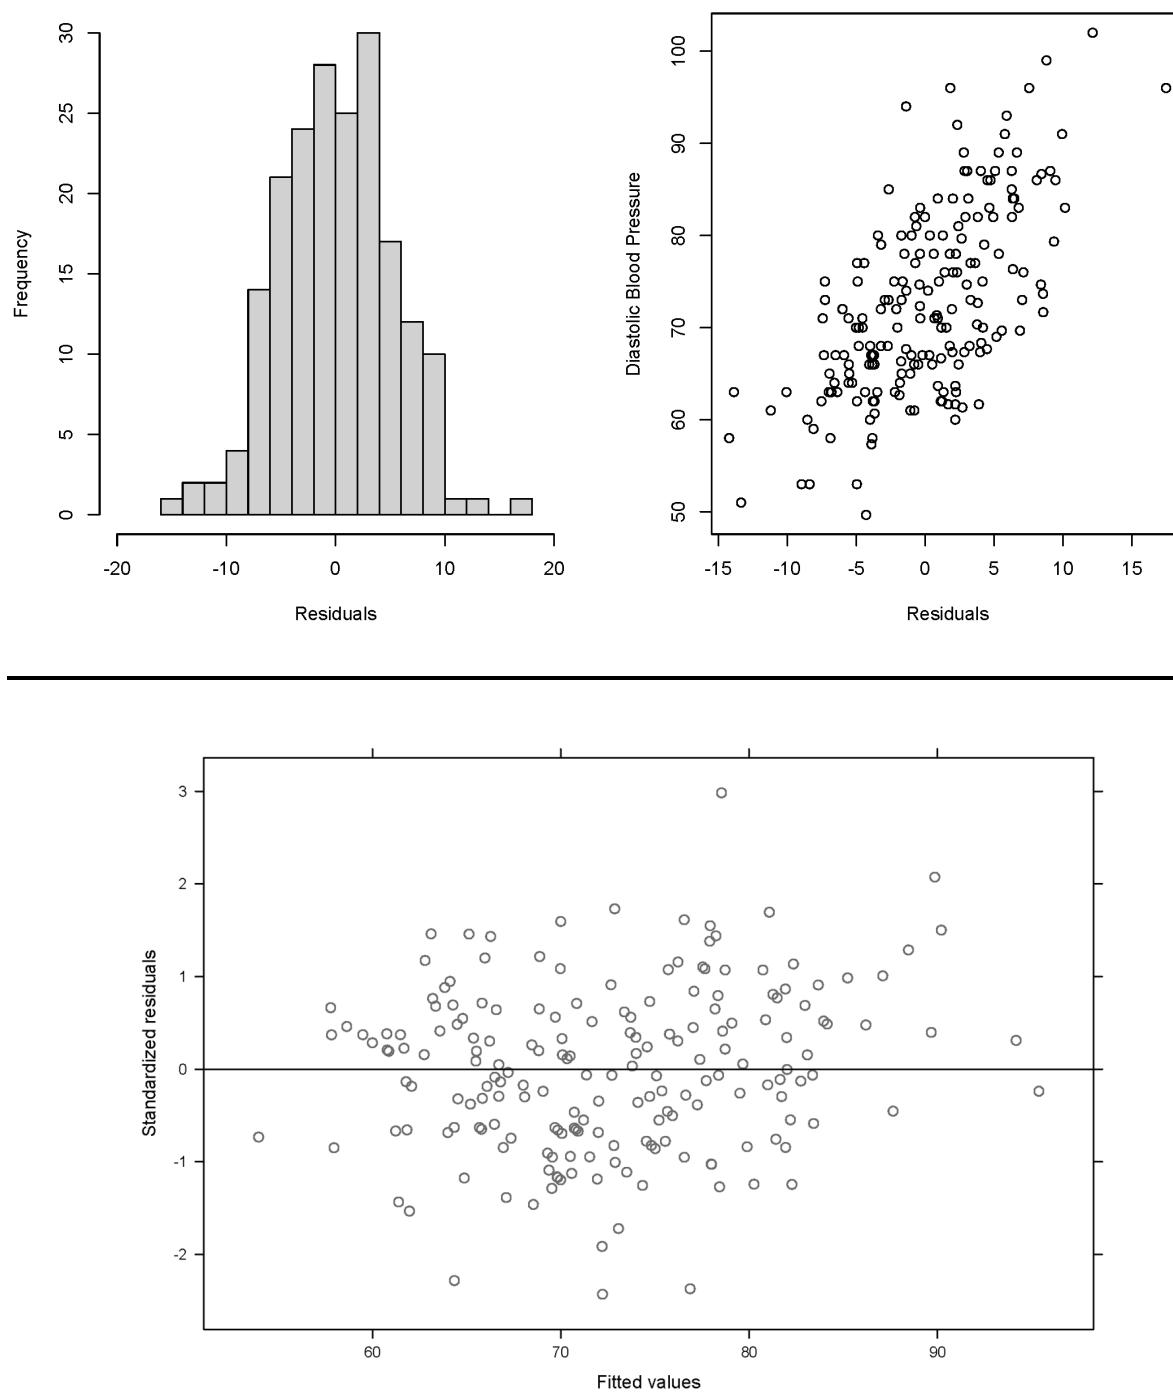 Frequency
30
25
20
15
10
5
0
-20 -10 0 10 20
Residuals
Diastolic Blood Pressure
100
90
80
70
60
50
-15 -10 -5 0 5 10 15
Residuals
Standardized residuals
3
2
1
0
-1
-2
60 70 80 90
Fitted values